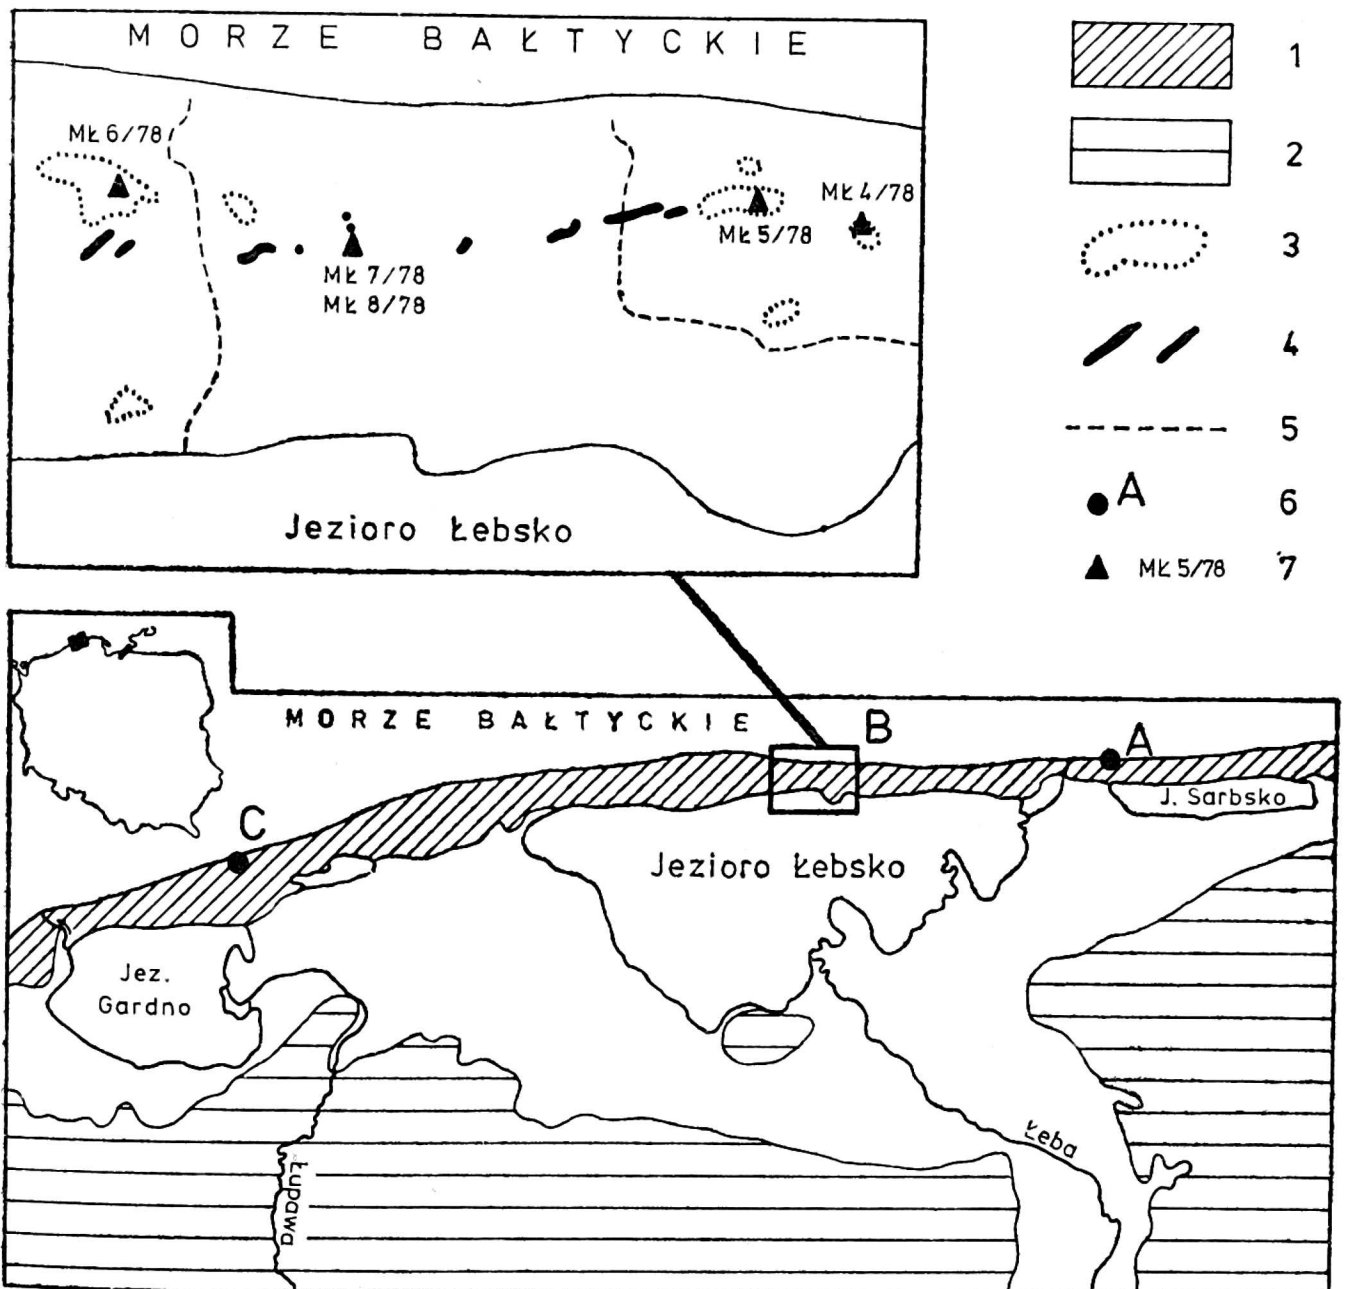 MORZE BAŁTYCKIE
MŁ 6/78
MŁ 4/78
MŁ 5/78
MŁ 7/78
MŁ 8/78
Jezioro Łebsko
1
2
3
4
5
A 6
MŁ 5/78 7
MORZE BAŁTYCKIE
B
A
C
J. Sarbsko
Jezioro Łebsko
Jez.
Gardno
Łeba
Łupawa